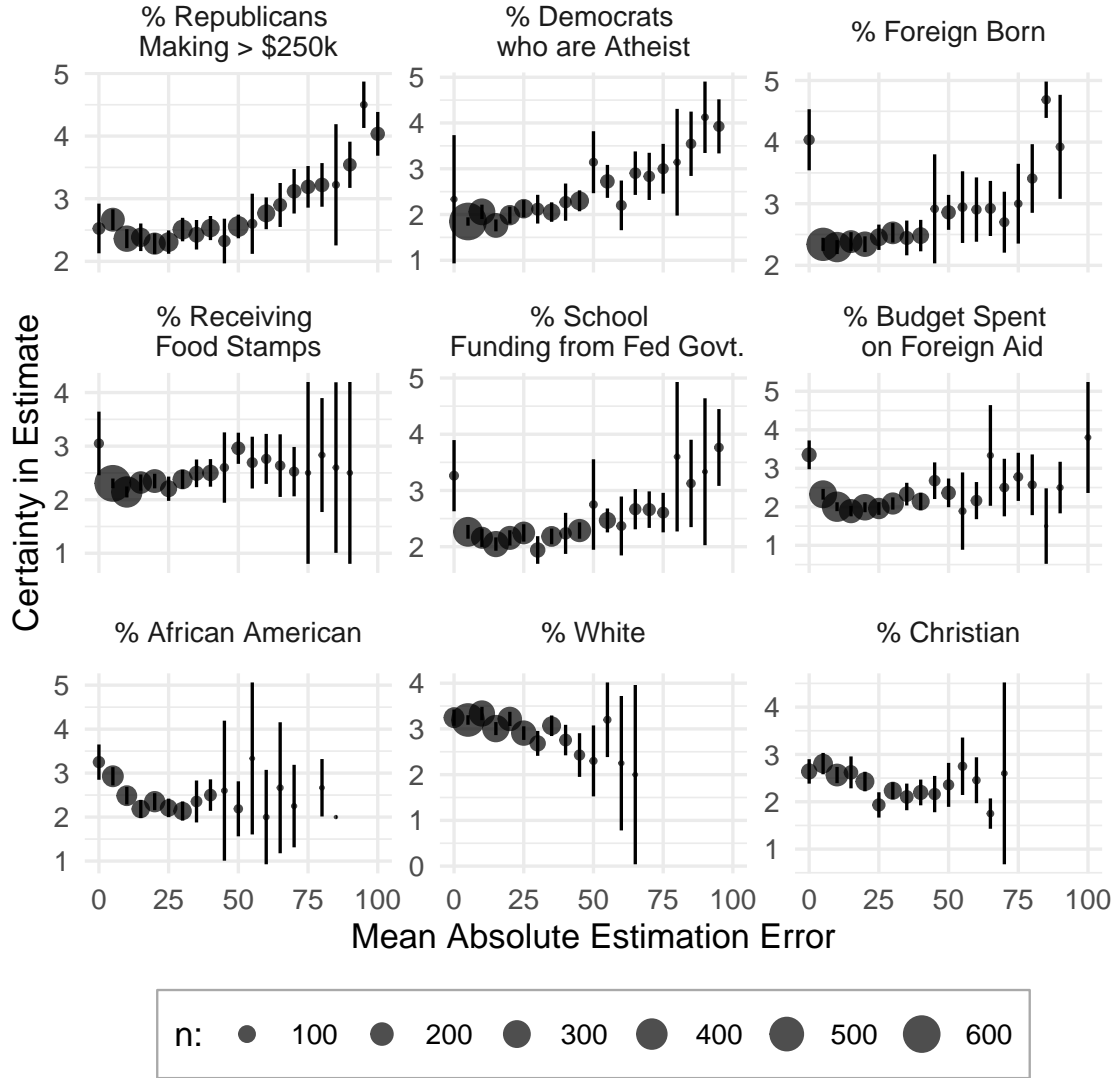 % Republicans
Making > $250k
% Democrats
who are Atheist
% Foreign Born
5
4
3
2
5
4
3
2
1
5
4
3
2
% Receiving
Food Stamps
% School
Funding from Fed Govt.
% Budget Spent
on Foreign Aid
Certainty in Estimate
4
3
2
1
5
4
3
2
5
4
3
2
1
% African American
% White
% Christian
5
4
3
2
1
4
3
2
1
0
4
3
2
1
0 25 50 75 100
0 25 50 75 100
0 25 50 75 100
Mean Absolute Estimation Error
n: 100 200 300 400 500 600